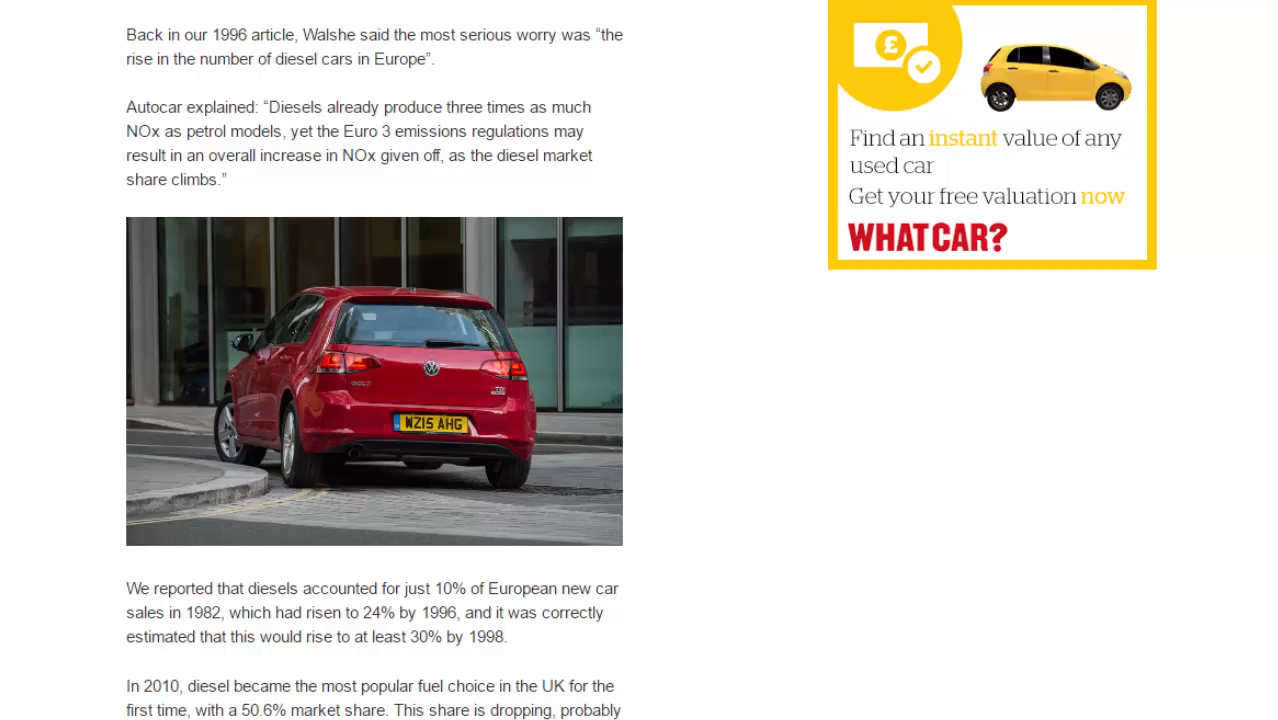 Back in our 1996 article, Walshe said the most serious worry was “the
rise in the number of diesel cars in Europe”.
Autocar explained: “Diesels already produce three times as much
NOx as petrol models, yet the Euro 3 emissions regulations may
result in an overall increase in NOx given off, as the diesel market
share climbs.”
GOLF
TDI
WZ15 AHG
We reported that diesels accounted for just 10% of European new car
sales in 1982, which had risen to 24% by 1996, and it was correctly
estimated that this would rise to at least 30% by 1998.
In 2010, diesel became the most popular fuel choice in the UK for the
first time, with a 50.6% market share. This share is dropping, probably
£
Find an instant value of any
used car
Get your free valuation now
WHAT CAR?